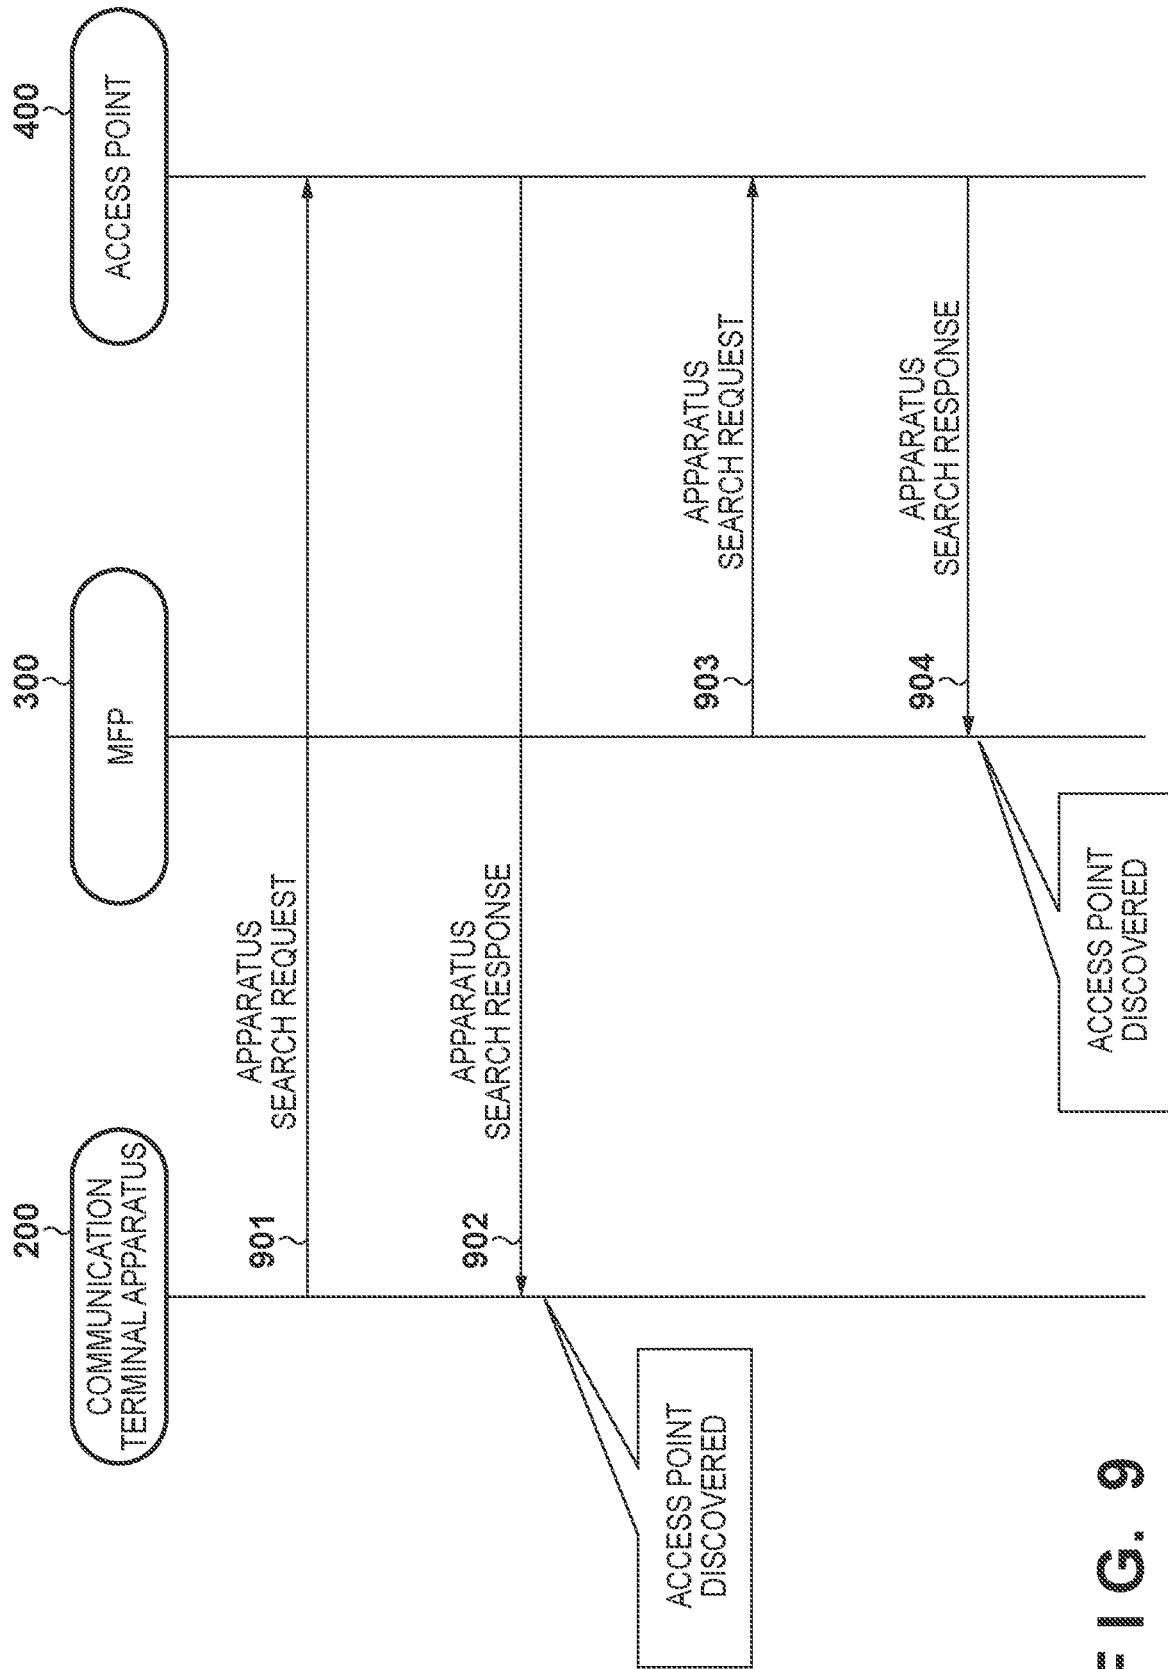 200
COMMUNICATION
TERMINAL APPARATUS
300
MFP
400
ACCESS POINT
901
APPARATUS
SEARCH REQUEST
902
APPARATUS
SEARCH RESPONSE
ACCESS POINT
DISCOVERED
903
APPARATUS
SEARCH REQUEST
904
APPARATUS
SEARCH RESPONSE
ACCESS POINT
DISCOVERED
FIG. 9